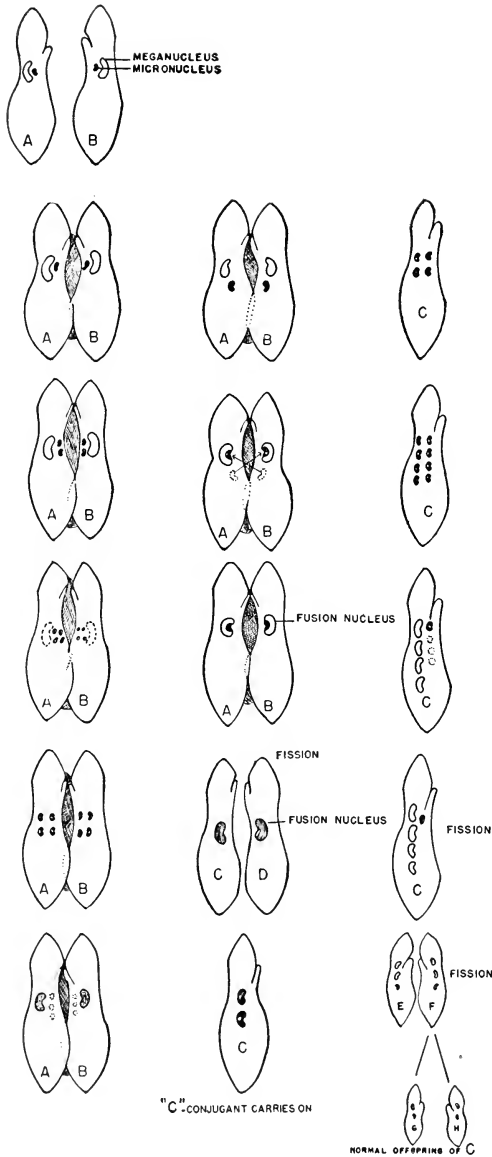 MEGANUCLEUS
MICRONUCLEUS
A
B
A B
A B
C
A B
A B
C
A B
FUSION NUCLEUS
A B
C
FISSION
A B
FUSION NUCLEUS
C D
FISSION
C
A B
C
FISSION
E F
"C"-CONJUGANT CARRIES ON
G H
NORMAL OFFSPRING OF C